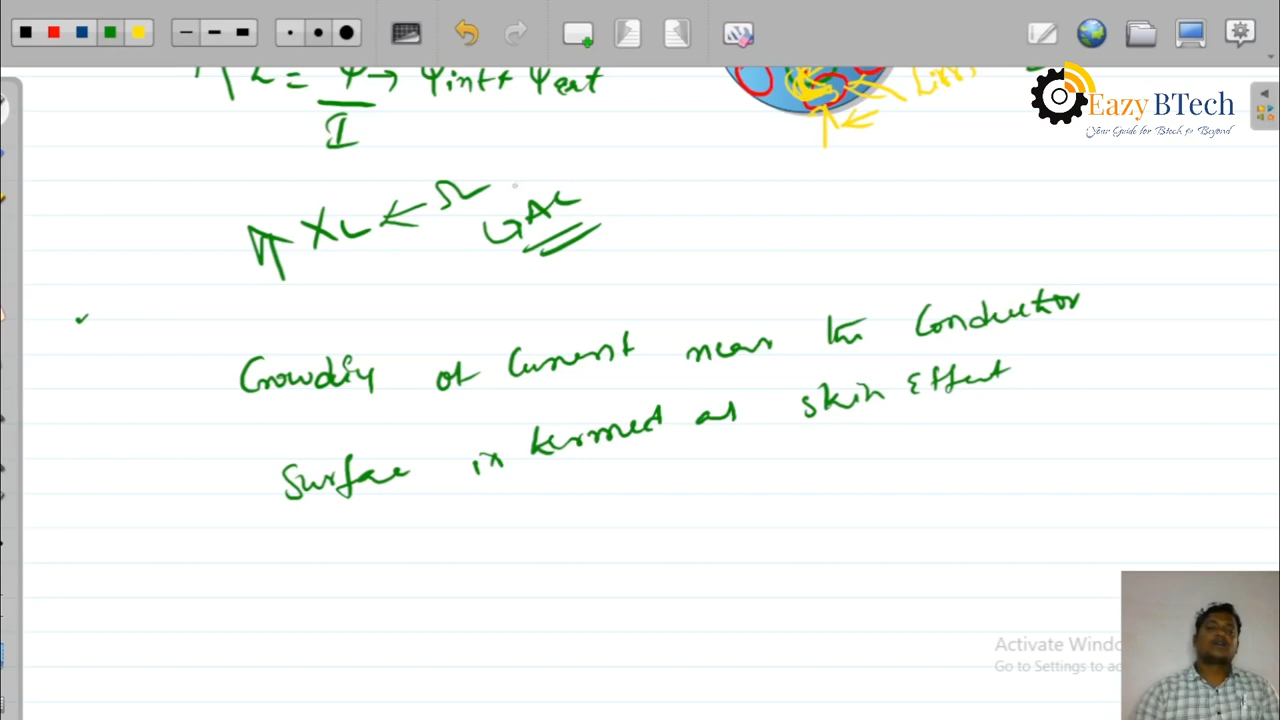 ↑ L = Ψ → Ψint + Ψext
I
Eazy BTech
Your Guide for Btech & Beyond
↑ XL ← Ω
↳ AC
Crowding of Current near the Conductor
Surface is termed as skin Effect
Activate Windo
Go to Settings to ac